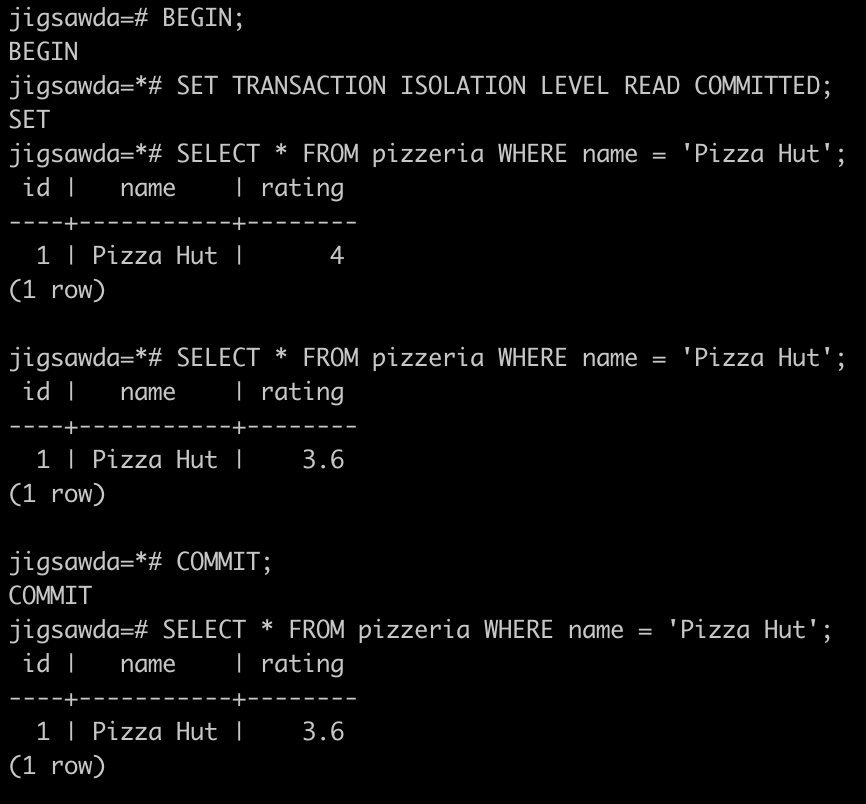 jigsawda=# BEGIN;
BEGIN
jigsawda=*# SET TRANSACTION ISOLATION LEVEL READ COMMITTED;
SET
jigsawda=*# SELECT * FROM pizzeria WHERE name = 'Pizza Hut';
 id |   name    | rating
----+-----------+--------
  1 | Pizza Hut |      4
(1 row)

jigsawda=*# SELECT * FROM pizzeria WHERE name = 'Pizza Hut';
 id |   name    | rating
----+-----------+--------
  1 | Pizza Hut |    3.6
(1 row)

jigsawda=*# COMMIT;
COMMIT
jigsawda=# SELECT * FROM pizzeria WHERE name = 'Pizza Hut';
 id |   name    | rating
----+-----------+--------
  1 | Pizza Hut |    3.6
(1 row)